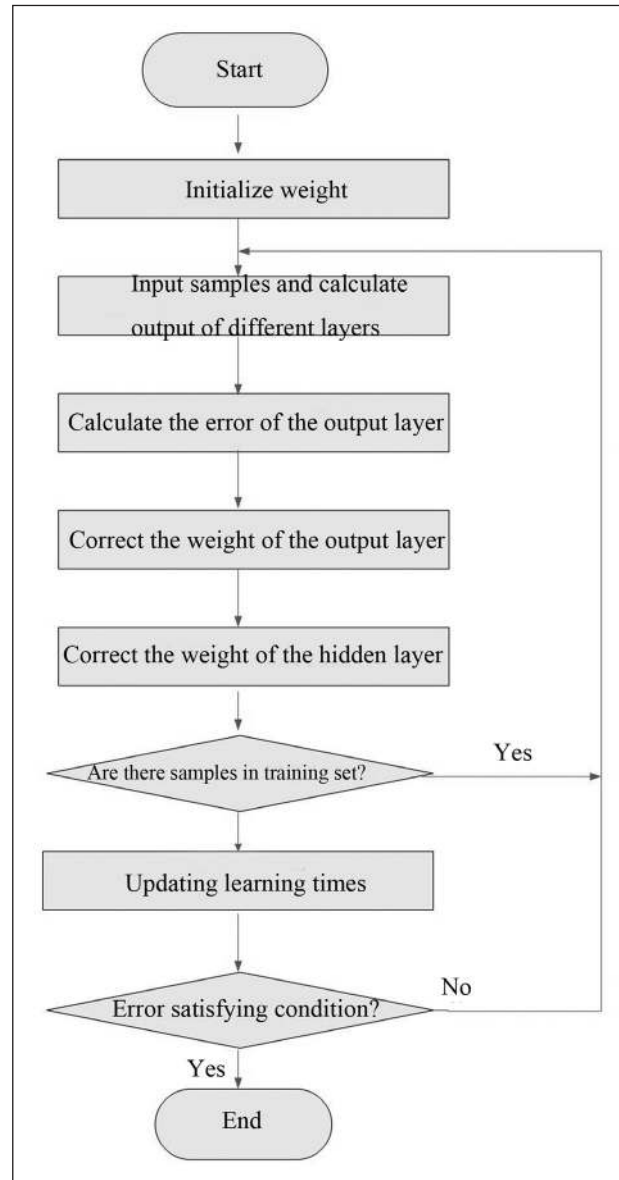 Start
Initialize weight
Input samples and calculate
output of different layers
Calculate the error of the output layer
Correct the weight of the output layer
Correct the weight of the hidden layer
Are there samples in training set?
Yes
Updating learning times
Error satisfying condition?
No
Yes
End